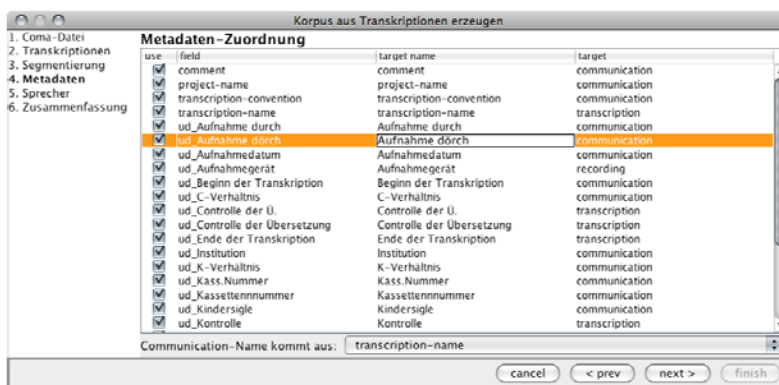 Korpus aus Transkriptionen erzeugen
1. Coma-Datei
2. Transkriptionen
3. Segmentierung
4. Metadaten
5. Sprecher
6. Zusammenfassung
Metadaten-Zuordnung
use field target name target
comment comment communication
project-name project-name communication
transcription-convention transcription-convention communication
transcription-name transcription-name transcription
ud_Aufnahme durch Aufnahme durch communication
ud_Aufnahme dörch Aufnahme dörch communication
ud_Aufnahmedatum Aufnahmedatum communication
ud_Aufnahmegerät Aufnahmegerät recording
ud_Beginn der Transkription Beginn der Transkription communication
ud_C-Verhältnis C-Verhältnis communication
ud_Controlle der Ü. Controlle der Ü. transcription
ud_Controlle der Übersetzung Controlle der Übersetzung transcription
ud_Ende der Transkription Ende der Transkription transcription
ud_Institution Institution communication
ud_K-Verhältnis K-Verhältnis communication
ud_Kass.Nummer Kass.Nummer communication
ud_Kassettennnummer Kassettennnummer communication
ud_Kindersigle Kindersigle communication
ud_Kontrolle Kontrolle transcription
Communication-Name kommt aus: transcription-name
cancel < prev next > finish